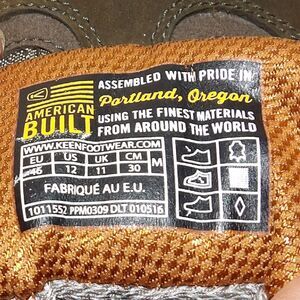 AMERICAN
BUILT
ASSEMBLED WITH PRIDE IN
Portland, Oregon
USING THE FINEST MATERIALS
FROM AROUND THE WORLD
WWW.KEENFOOTWEAR.COM
EU US UK CM M
46 12 11 30
FABRIQUÉ AU E.U.
1011552 PPM0309 DLT 010516